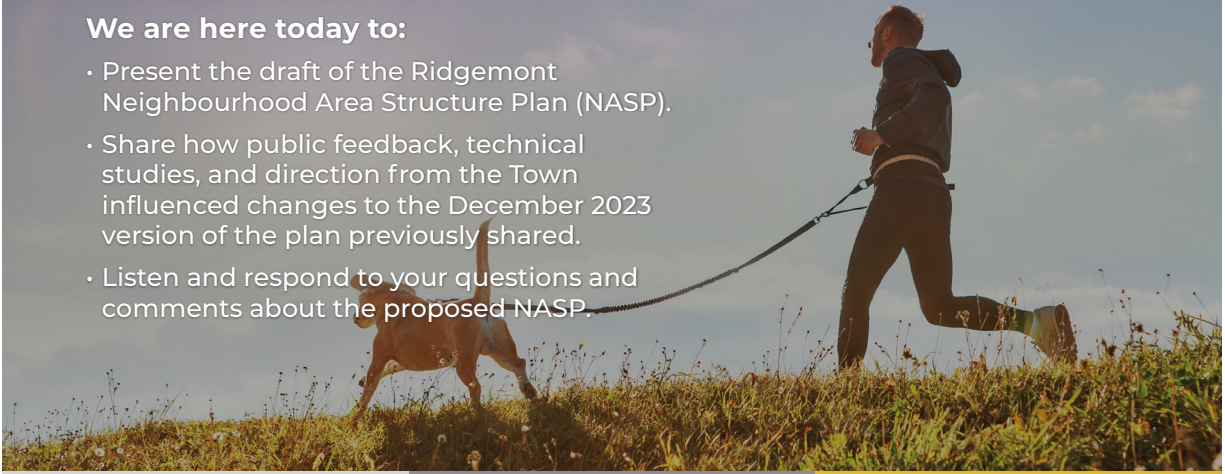 We are here today to:
• Present the draft of the Ridgemont
Neighbourhood Area Structure Plan (NASP).
• Share how public feedback, technical
studies, and direction from the Town
influenced changes to the December 2023
version of the plan previously shared.
• Listen and respond to your questions and
comments about the proposed NASP.